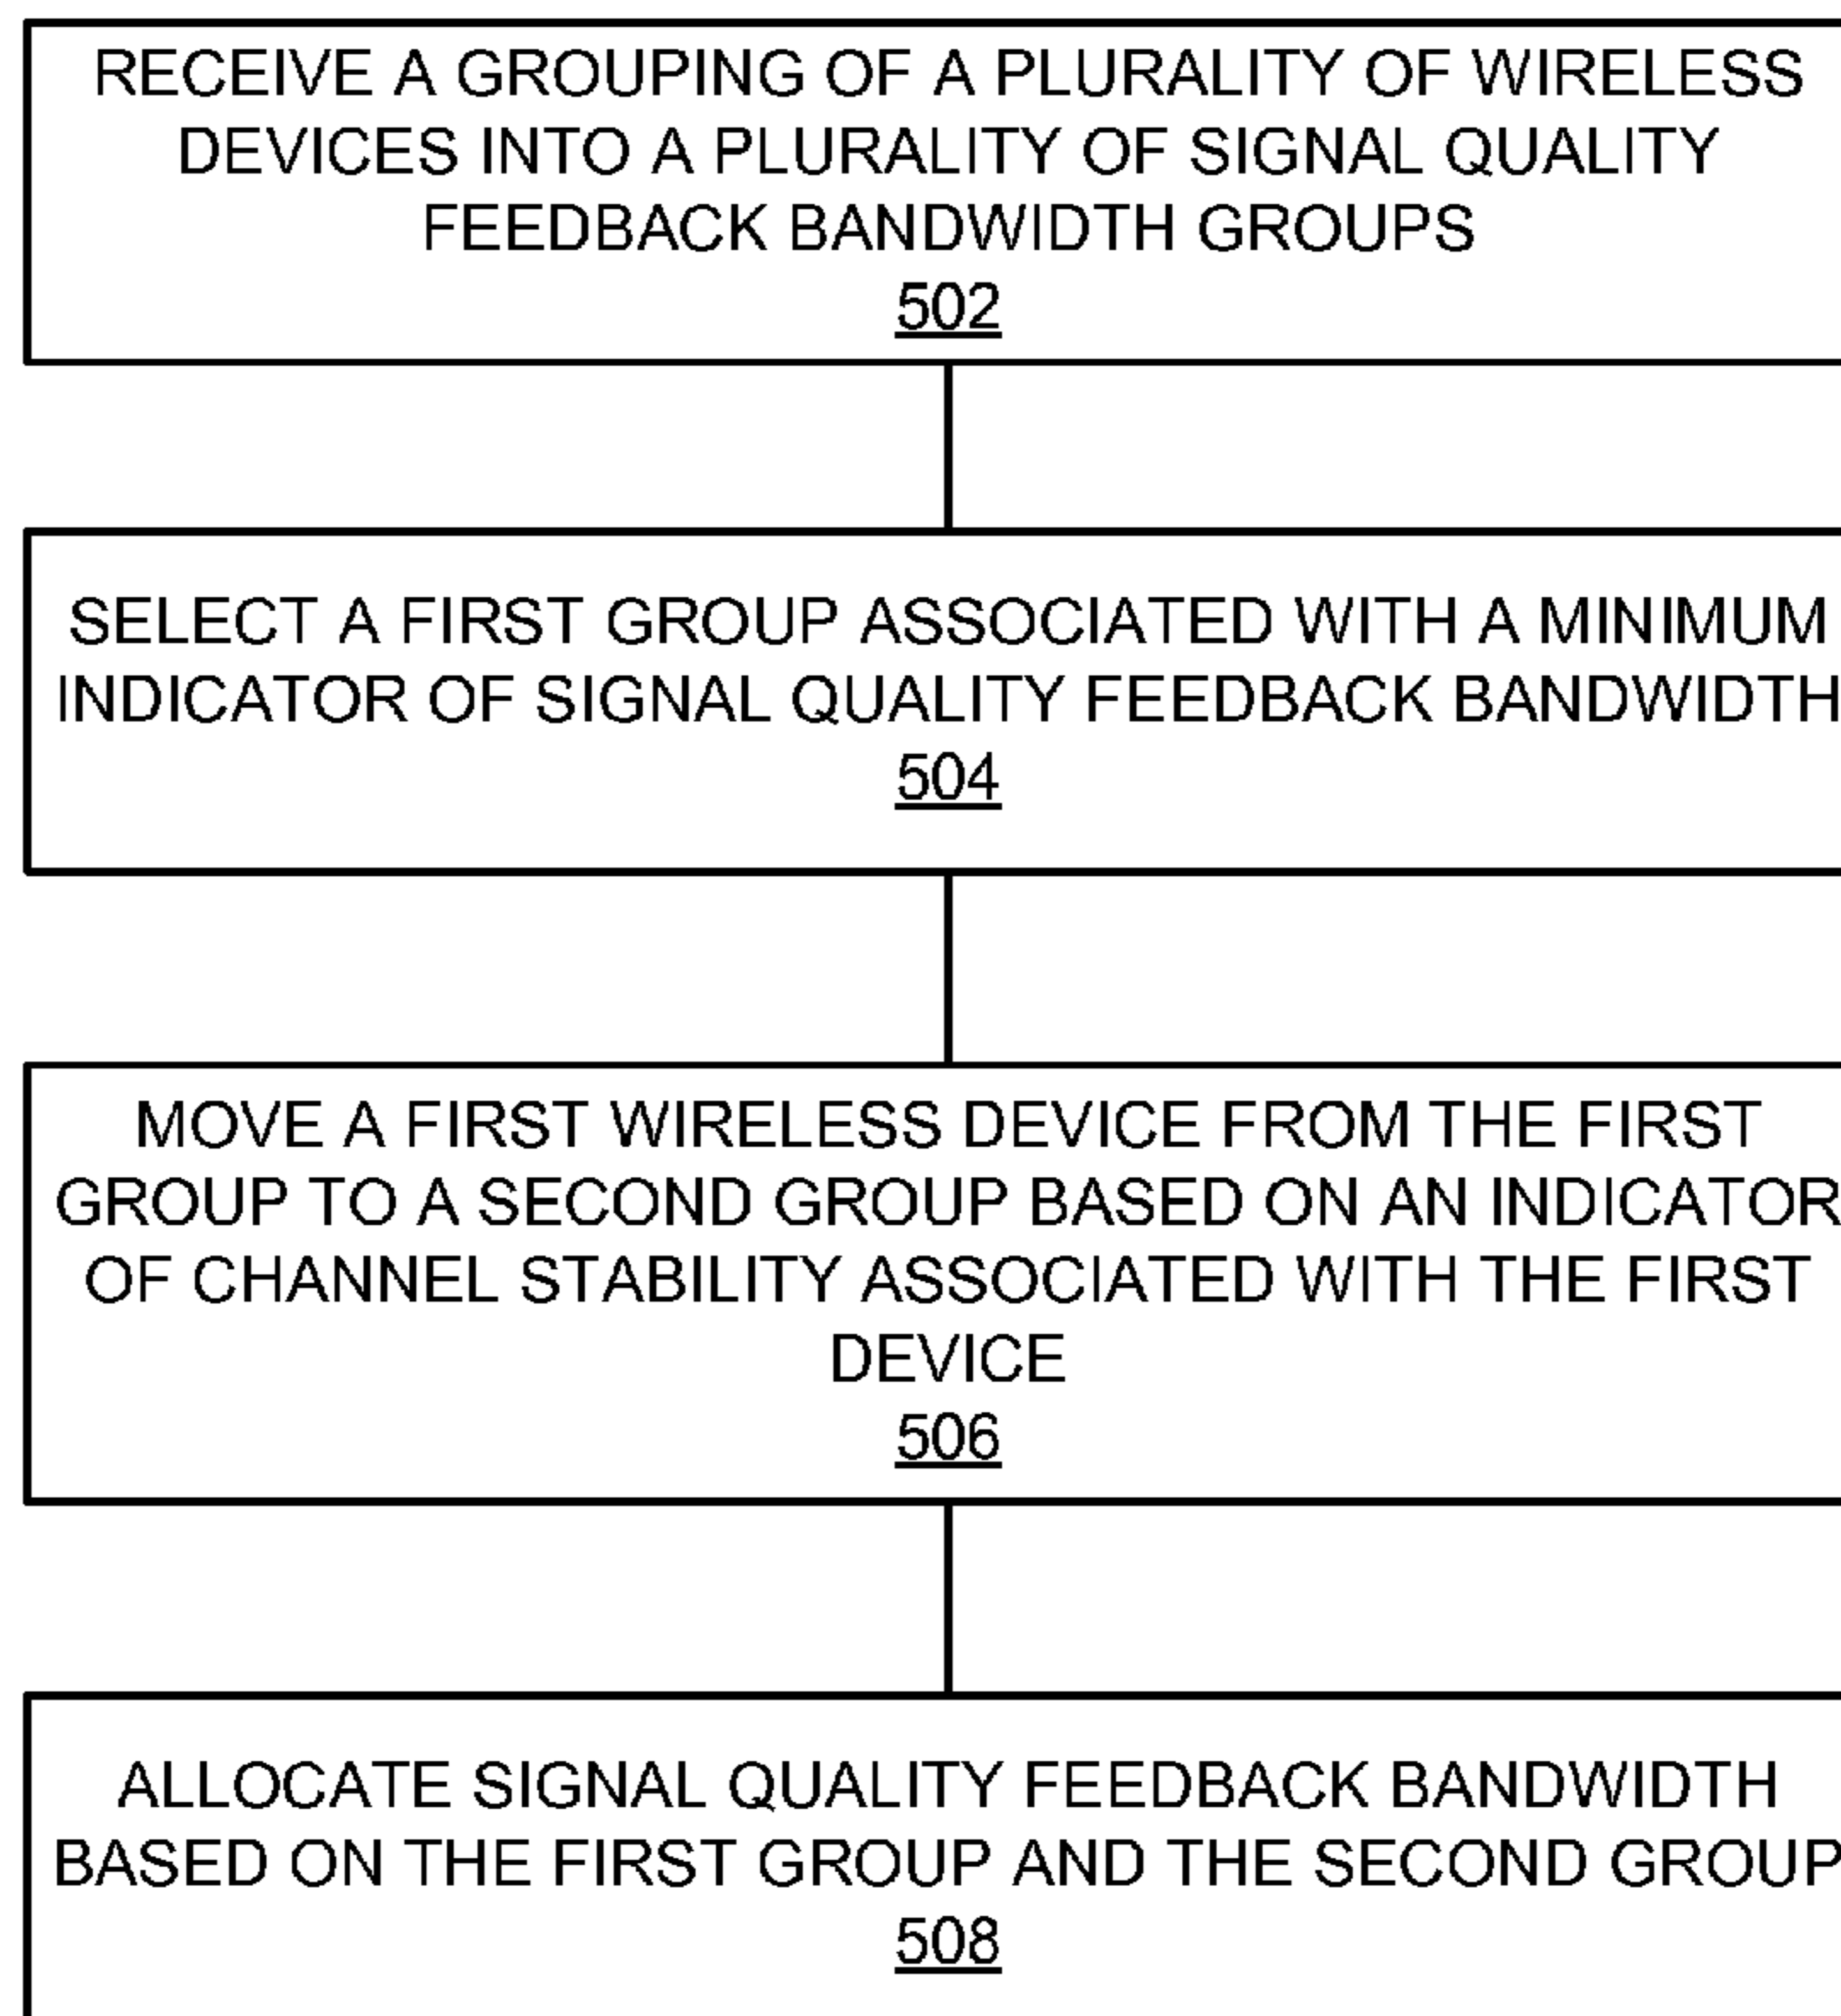 RECEIVE A GROUPING OF A PLURALITY OF WIRELESS
DEVICES INTO A PLURALITY OF SIGNAL QUALITY
FEEDBACK BANDWIDTH GROUPS
502
SELECT A FIRST GROUP ASSOCIATED WITH A MINIMUM
INDICATOR OF SIGNAL QUALITY FEEDBACK BANDWIDTH
504
MOVE A FIRST WIRELESS DEVICE FROM THE FIRST
GROUP TO A SECOND GROUP BASED ON AN INDICATOR
OF CHANNEL STABILITY ASSOCIATED WITH THE FIRST
DEVICE
506
ALLOCATE SIGNAL QUALITY FEEDBACK BANDWIDTH
BASED ON THE FIRST GROUP AND THE SECOND GROUP
508